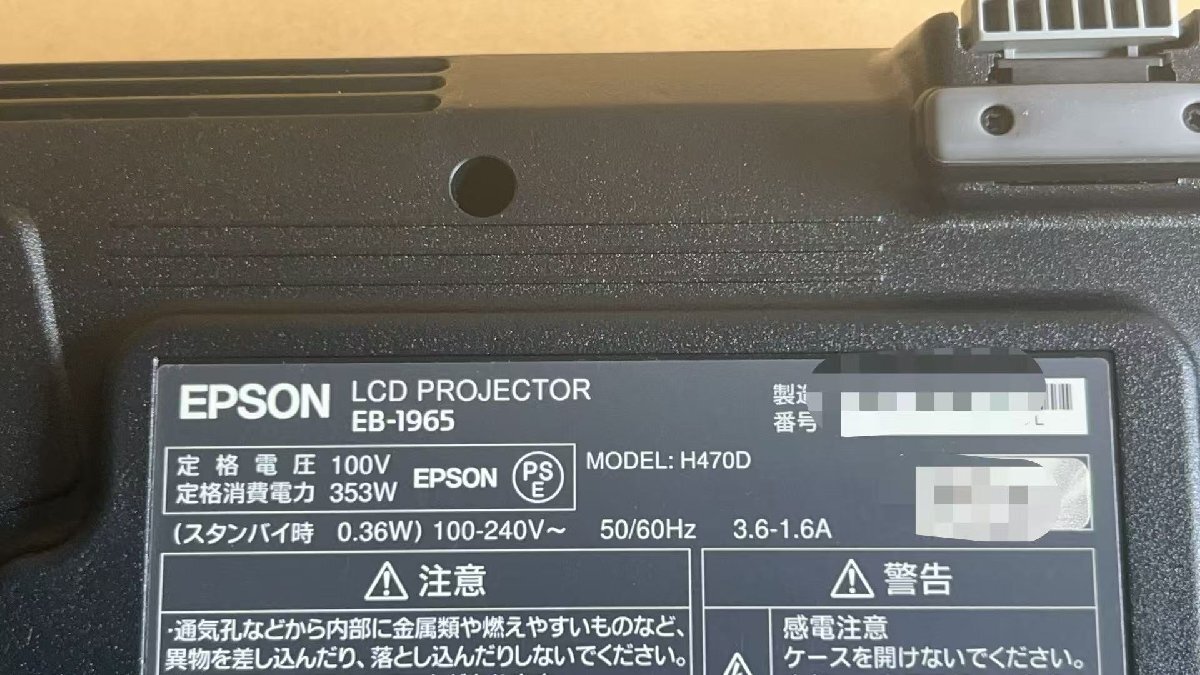 EPSON LCD PROJECTOR
EB-1965
製造
番号
L
定格電圧 100V
定格消費電力 353W
EPSON
PS
E
MODEL: H470D
(スタンバイ時 0.36W) 100-240V～ 50/60Hz 3.6-1.6A
注意
・通気孔などから内部に金属類や燃えやすいものなど、
異物を差し込んだり、落とし込んだりしないでください。
警告
感電注意
ケースを開けないでください。